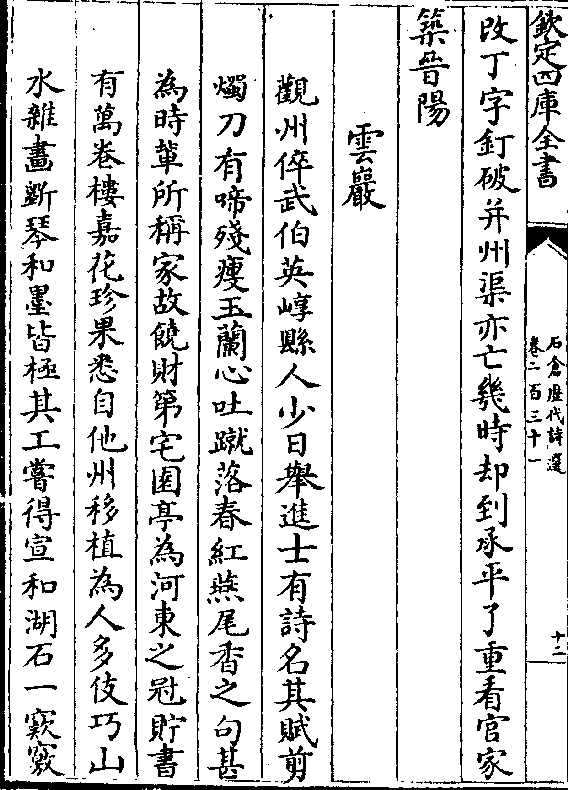 欽定四庫全書
石倉歷代詩選
卷二百三十一
十二
改丁字釘破并州渠亦亡幾時却到承平了重看官家
築晉陽
雲巖
觀州倅武伯英崞縣人少日舉進士有詩名其賦剪
燭刀有啼殘瘦玉蘭心吐蹴落春紅燕尾香之句甚
為時輩所稱家故饒財第宅園亭為河東之冠貯書
有萬卷樓嘉花珍果悉自他州移植為人多伎巧山
水雜畫斲琴和墨皆極其工嘗得宣和湖石一窾竅